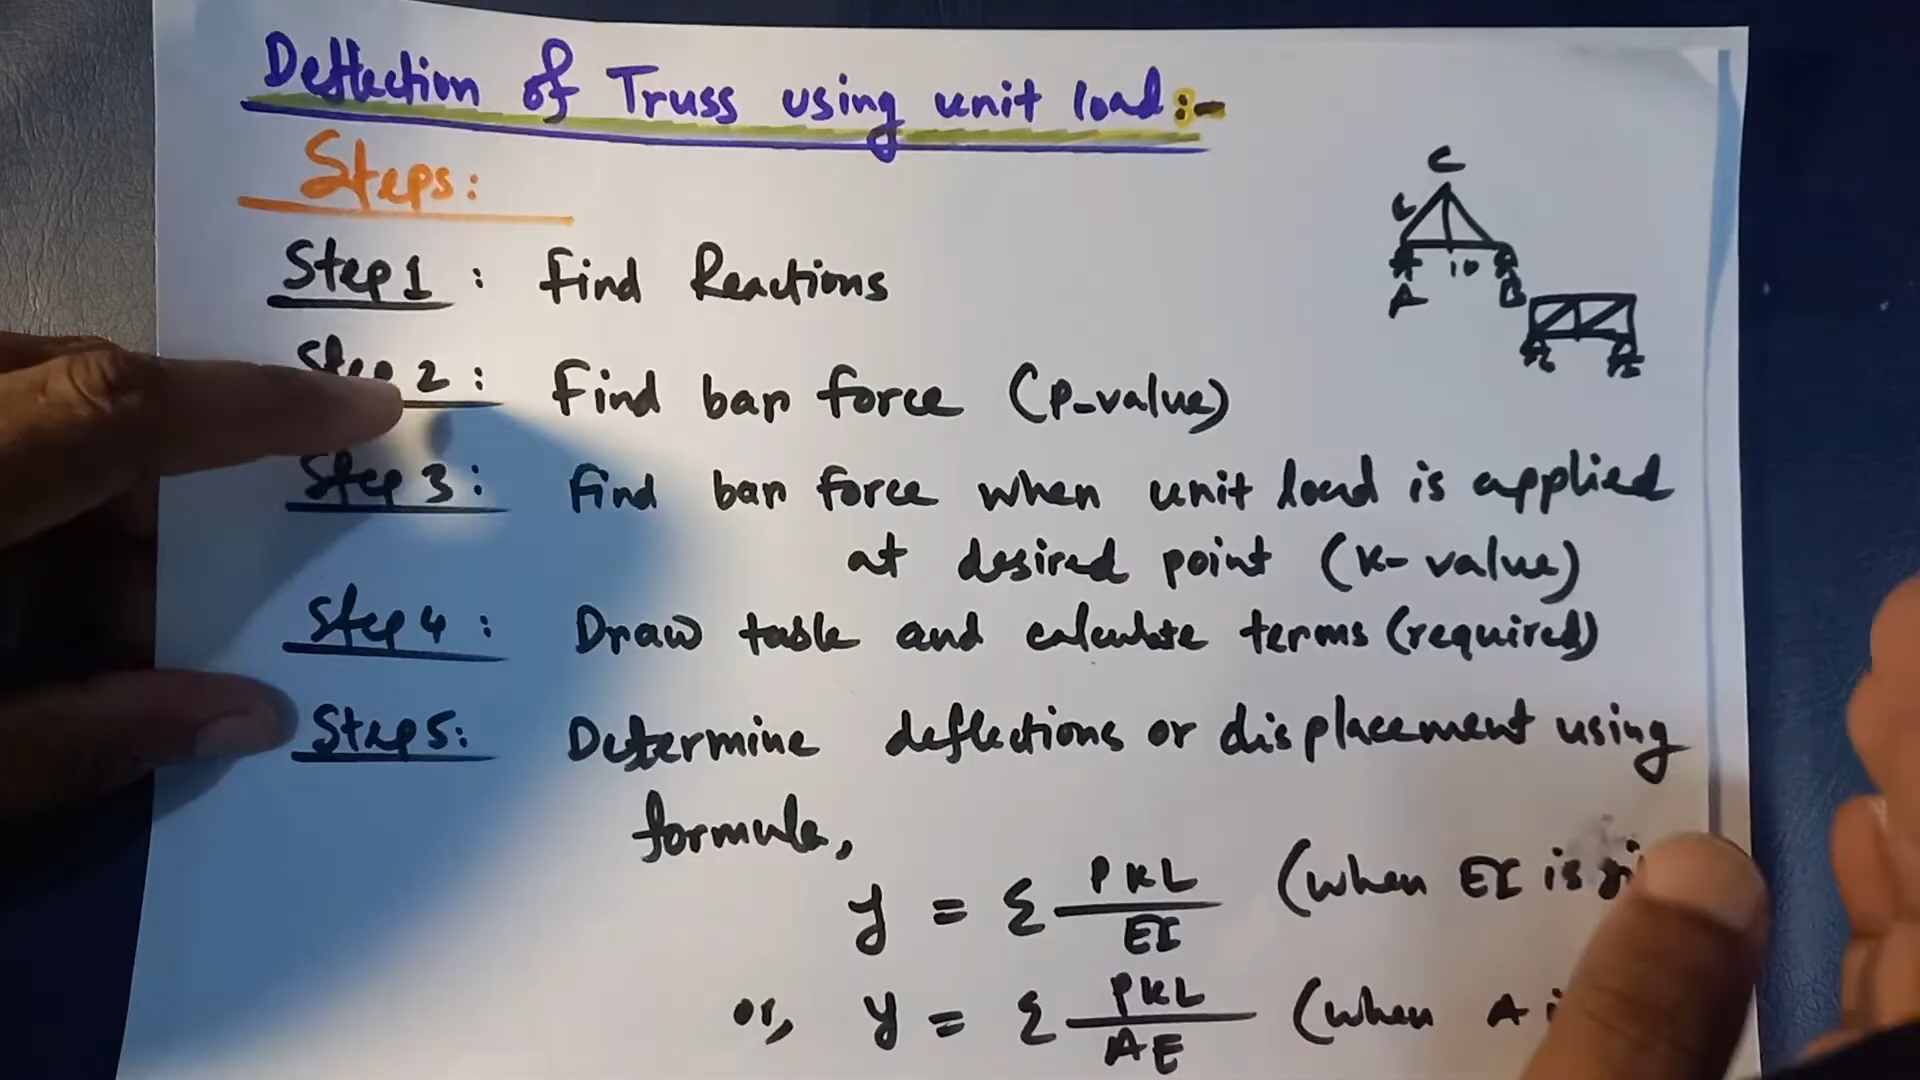 Deflection of Truss using unit load:-
Steps:
Step 1 : Find Reactions
Step 2 : Find bar force (P-value)
Step 3 : Find bar force when unit load is applied
at desired point (K-value)
Step 4 : Draw table and calculate terms (required)
Step 5: Determine deflections or displacement using
formula,
y = Σ PKL / EI (when EI is
or, y = Σ PKL / AE (when A
C
L
10
A
B